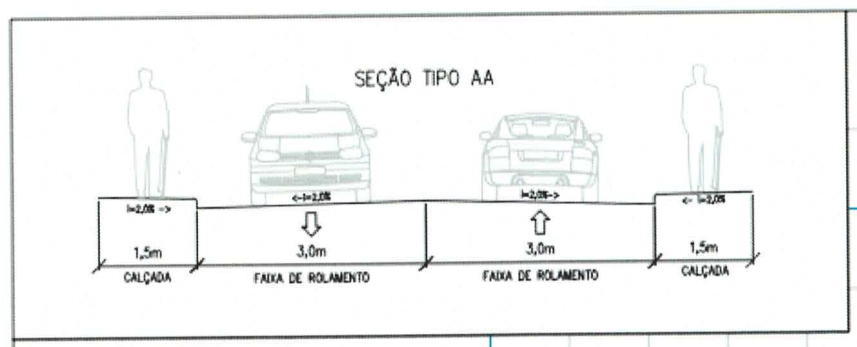 SEÇÃO TIPO AA
i=2,0% -> <-i=2,0% i=2,0%-> <- i=2,0%
1,5m 3,0m 3,0m 1,5m
CALÇADA FAIXA DE ROLAMENTO FAIXA DE ROLAMENTO CALÇADA